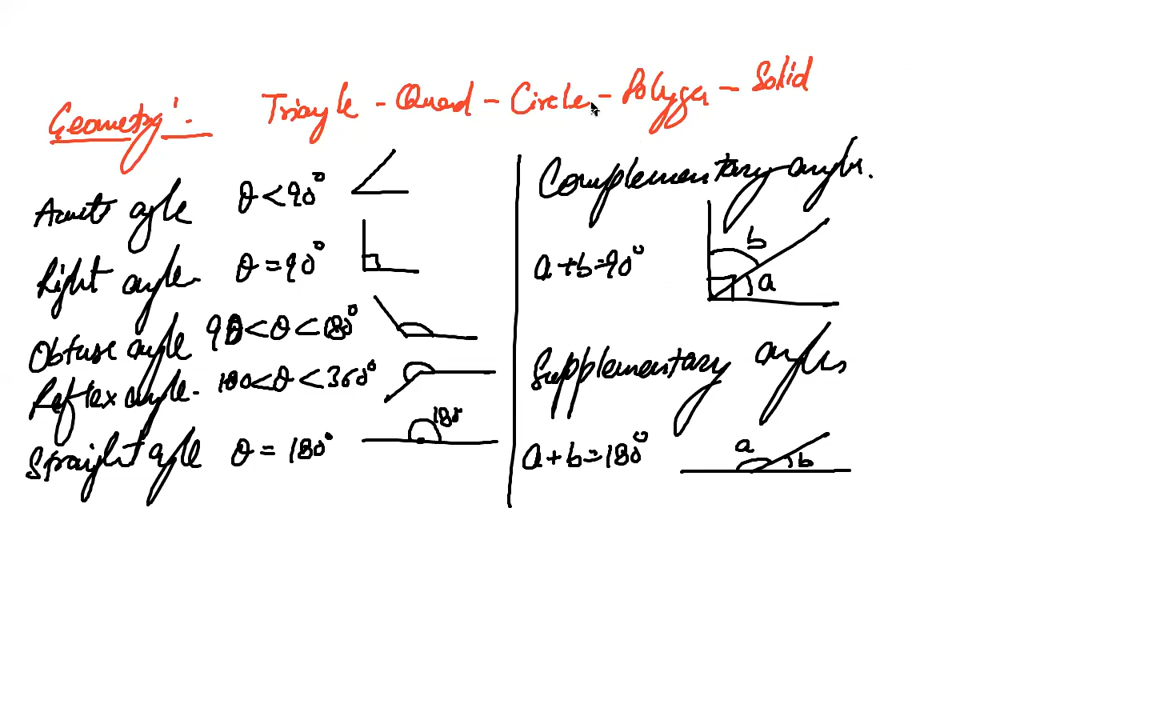 Geometry:- Triangle - Quad - Circle - Polygon - Solid
Acute angle θ < 90°
Right angle θ = 90°
Obtuse angle 90 < θ < 180°
Reflex angle. 180 < θ < 360°
Straight angle θ = 180° 180
Complementary angles.
a + b = 90° b
a
Supplementary angles
a + b = 180° a b